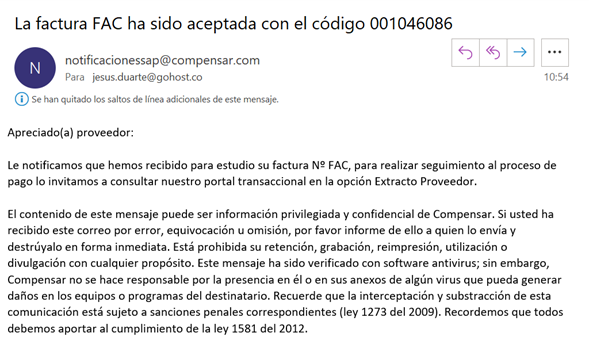 La factura FAC ha sido aceptada con el código 001046086
N
notificacionessap@compensar.com
Para jesus.duarte@gohost.co
10:54
Se han quitado los saltos de línea adicionales de este mensaje.
Apreciado(a) proveedor:
Le notificamos que hemos recibido para estudio su factura Nº FAC, para realizar seguimiento al proceso de
pago lo invitamos a consultar nuestro portal transaccional en la opción Extracto Proveedor.
El contenido de este mensaje puede ser información privilegiada y confidencial de Compensar. Si usted ha
recibido este correo por error, equivocación u omisión, por favor informe de ello a quien lo envía y
destrúyalo en forma inmediata. Está prohibida su retención, grabación, reimpresión, utilización o
divulgación con cualquier propósito. Este mensaje ha sido verificado con software antivirus; sin embargo,
Compensar no se hace responsable por la presencia en él o en sus anexos de algún virus que pueda generar
daños en los equipos o programas del destinatario. Recuerde que la interceptación y substracción de esta
comunicación está sujeto a sanciones penales correspondientes (ley 1273 del 2009). Recordemos que todos
debemos aportar al cumplimiento de la ley 1581 del 2012.